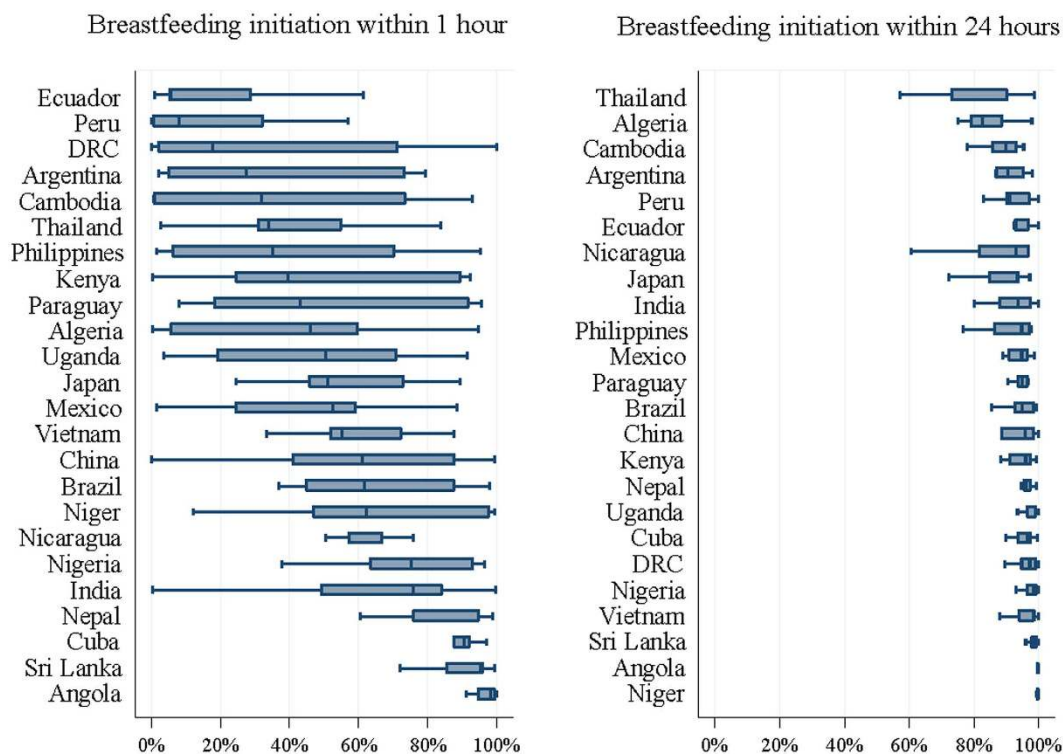 Breastfeeding initiation within 1 hour
Ecuador
Peru
DRC
Argentina
Cambodia
Thailand
Philippines
Kenya
Paraguay
Algeria
Uganda
Japan
Mexico
Vietnam
China
Brazil
Niger
Nicaragua
Nigeria
India
Nepal
Cuba
Sri Lanka
Angola
0% 20% 40% 60% 80% 100%
Breastfeeding initiation within 24 hours
Thailand
Algeria
Cambodia
Argentina
Peru
Ecuador
Nicaragua
Japan
India
Philippines
Mexico
Paraguay
Brazil
China
Kenya
Nepal
Uganda
Cuba
DRC
Nigeria
Vietnam
Sri Lanka
Angola
Niger
0% 20% 40% 60% 80% 100%